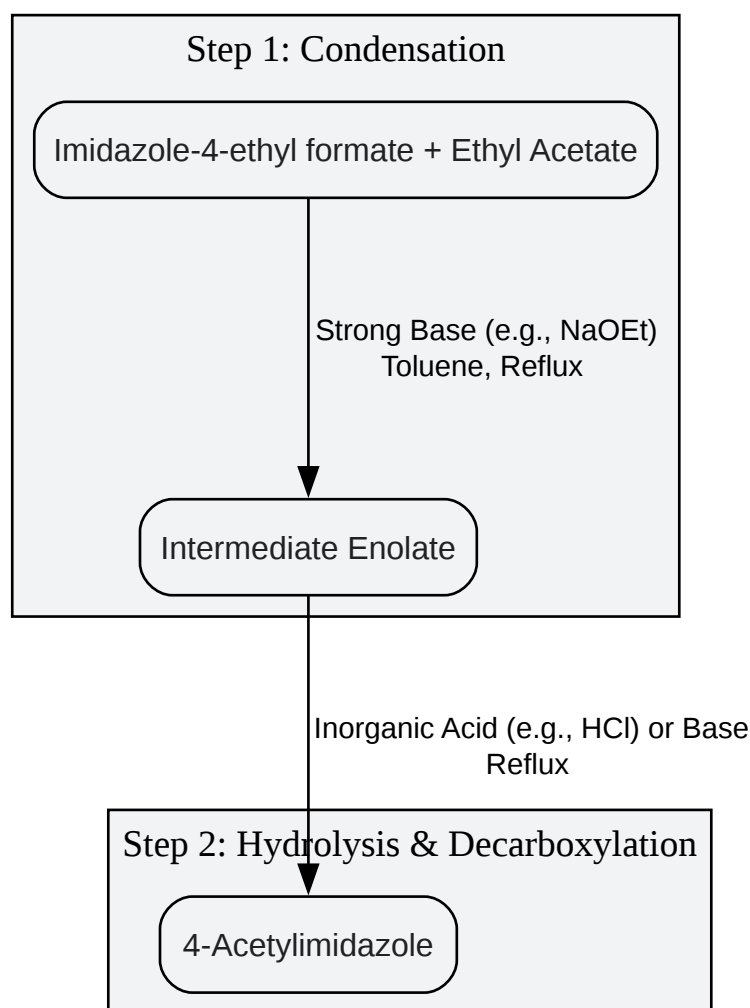 Step 1: Condensation
Imidazole-4-ethyl formate + Ethyl Acetate
Strong Base (e.g., NaOEt)
Toluene, Reflux
Intermediate Enolate
Inorganic Acid (e.g., HCl) or Base
Reflux
Step 2: Hydrolysis & Decarboxylation
4-Acetylimidazole